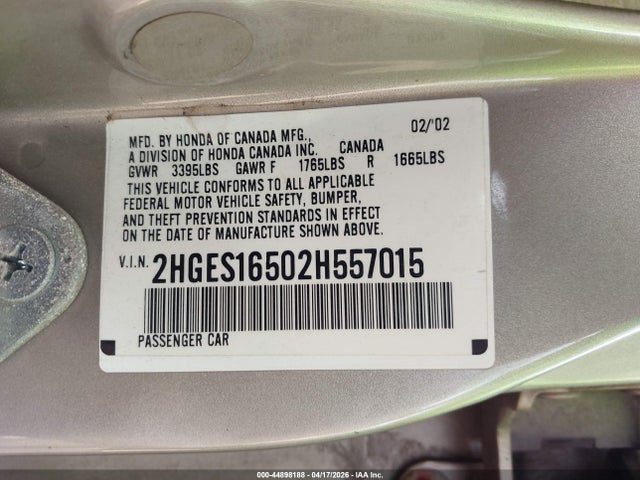 MFD. BY HONDA OF CANADA MFG., 02/'02
A DIVISION OF HONDA CANADA INC. CANADA
GVWR 3395LBS GAWR F 1765LBS R 1665LBS
THIS VEHICLE CONFORMS TO ALL APPLICABLE
FEDERAL MOTOR VEHICLE SAFETY, BUMPER,
AND THEFT PREVENTION STANDARDS IN EFFECT
ON THE DATE OF MANUFACTURE SHOWN ABOVE.
V.I.N. 2HGES16502H557015
PASSENGER CAR
000-44898188 - 04/17/2026 - IAA Inc.